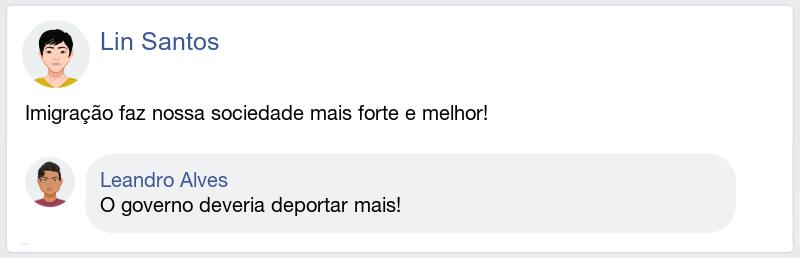 Lin Santos
Imigração faz nossa sociedade mais forte e melhor!
Leandro Alves
O governo deveria deportar mais!